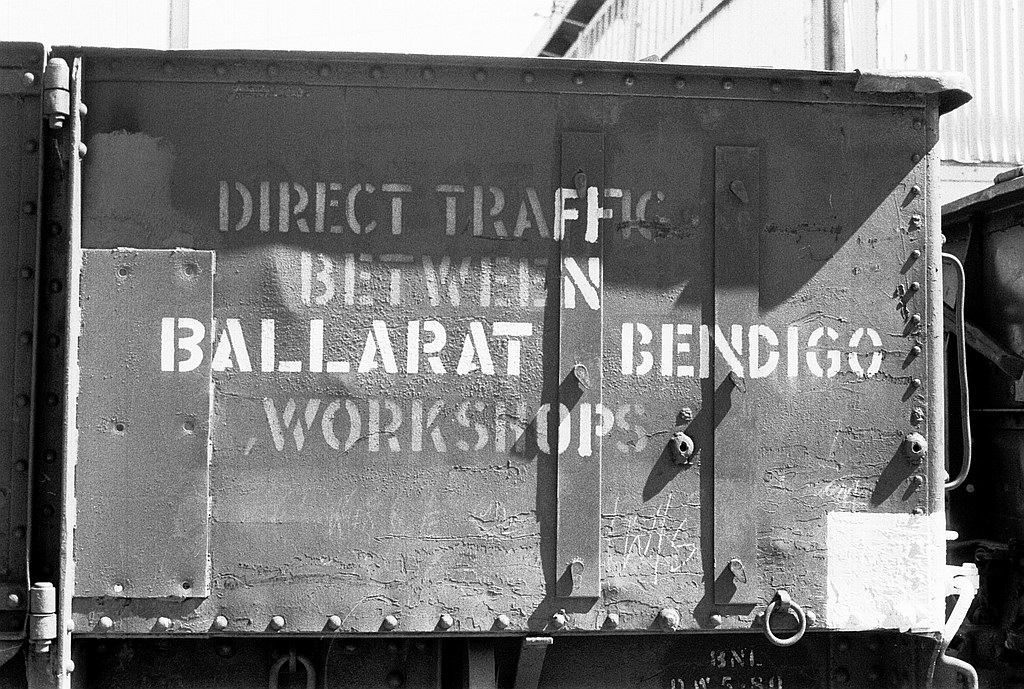 DIRECT TRAFFIC
BETWEEN
BALLARAT BENDIGO
WORKSHOPS
BNL